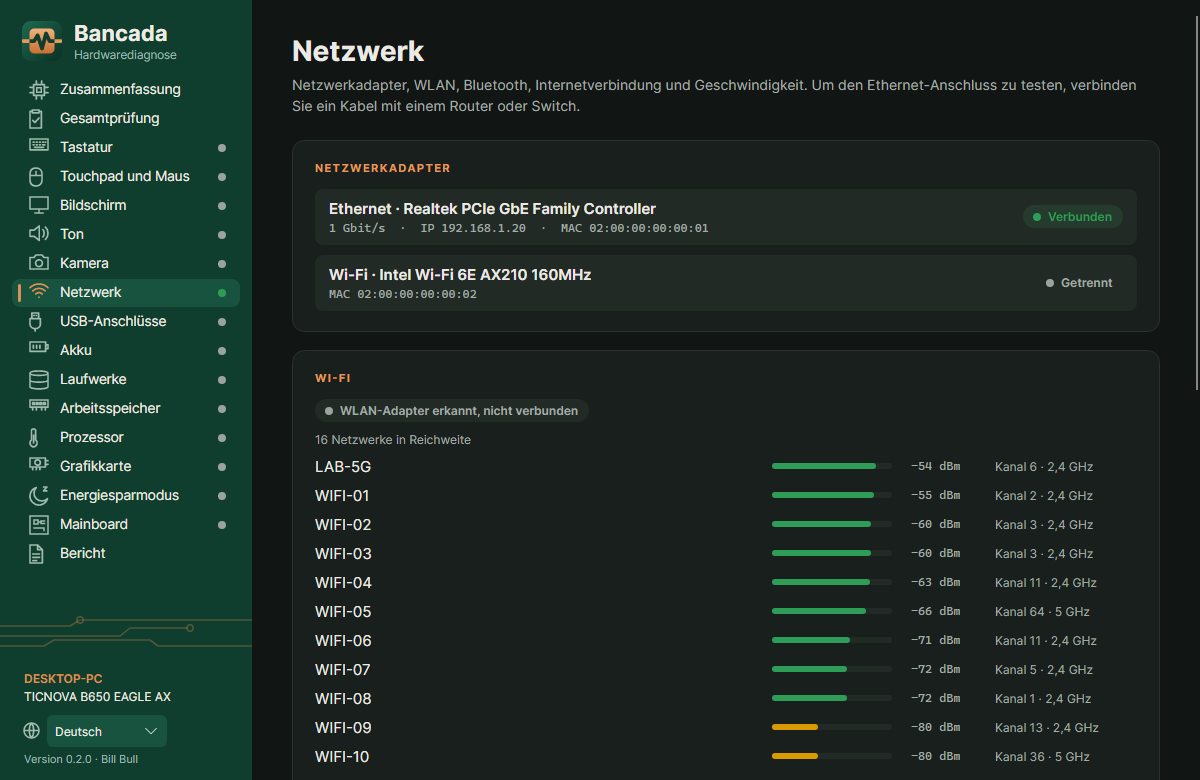 Bancada
Hardwarediagnose
Zusammenfassung
Gesamtprüfung
Tastatur
Touchpad und Maus
Bildschirm
Ton
Kamera
Netzwerk
USB-Anschlüsse
Akku
Laufwerke
Arbeitsspeicher
Prozessor
Grafikkarte
Energiesparmodus
Mainboard
Bericht
DESKTOP-PC
TICNOVA B650 EAGLE AX
Deutsch
Version 0.2.0 · Bill Bull
Netzwerk
Netzwerkadapter, WLAN, Bluetooth, Internetverbindung und Geschwindigkeit. Um den Ethernet-Anschluss zu testen, verbinden
Sie ein Kabel mit einem Router oder Switch.
NETZWERKADAPTER
Ethernet · Realtek PCIe GbE Family Controller
1 Gbit/s · IP 192.168.1.20 · MAC 02:00:00:00:00:01
Verbunden
Wi-Fi · Intel Wi-Fi 6E AX210 160MHz
MAC 02:00:00:00:00:02
Getrennt
WI-FI
WLAN-Adapter erkannt, nicht verbunden
16 Netzwerke in Reichweite
LAB-5G −54 dBm Kanal 6 · 2,4 GHz
WIFI-01 −55 dBm Kanal 2 · 2,4 GHz
WIFI-02 −60 dBm Kanal 3 · 2,4 GHz
WIFI-03 −60 dBm Kanal 3 · 2,4 GHz
WIFI-04 −63 dBm Kanal 11 · 2,4 GHz
WIFI-05 −66 dBm Kanal 64 · 5 GHz
WIFI-06 −71 dBm Kanal 11 · 2,4 GHz
WIFI-07 −72 dBm Kanal 5 · 2,4 GHz
WIFI-08 −72 dBm Kanal 1 · 2,4 GHz
WIFI-09 −80 dBm Kanal 13 · 2,4 GHz
WIFI-10 −80 dBm Kanal 36 · 5 GHz